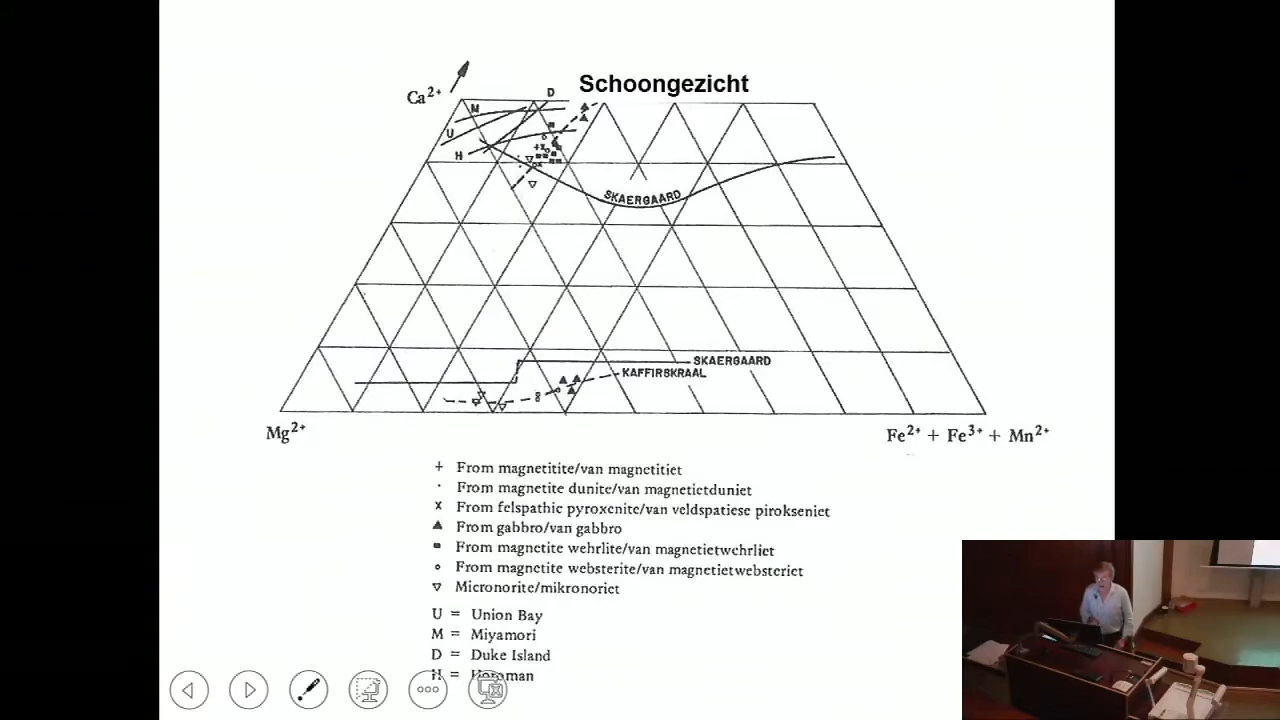 Schoongezicht
Ca²⁺
D
M
U
H
SKAERGAARD
SKAERGAARD
KAFFIRSKRAAL
Mg²⁺
Fe²⁺ + Fe³⁺ + Mn²⁺
+ From magnetitite/van magnetitiet
· From magnetite dunite/van magnetietduniet
x From felspathic pyroxenite/van veldspatiese pirokseniet
▲ From gabbro/van gabbro
▪ From magnetite wehrlite/van magnetietwehrliet
∘ From magnetite websterite/van magnetietwebsteriet
▽ Micronorite/mikronoriet
U = Union Bay
M = Miyamori
D = Duke Island
H =